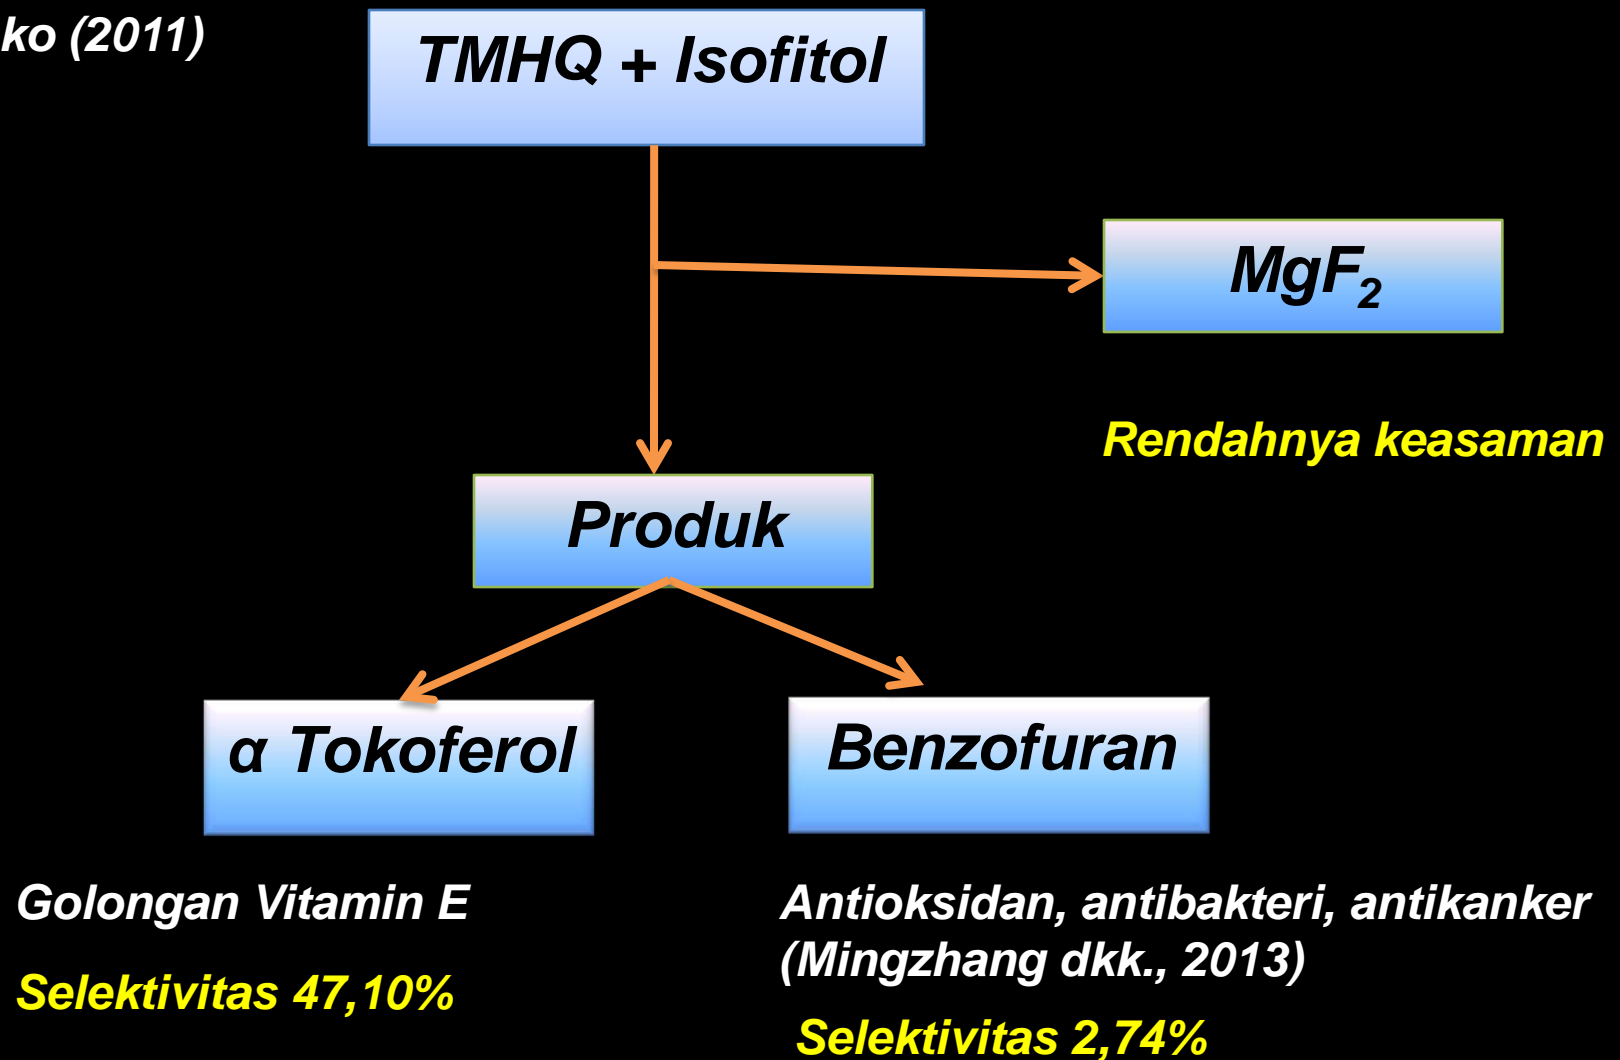 ko (2011)
TMHQ + Isofitol
MgF₂
Rendahnya keasaman
Produk
α Tokoferol
Benzofuran
Golongan Vitamin E
Selektivitas 47,10%
Antioksidan, antibakteri, antikanker
(Mingzhang dkk., 2013)
Selektivitas 2,74%